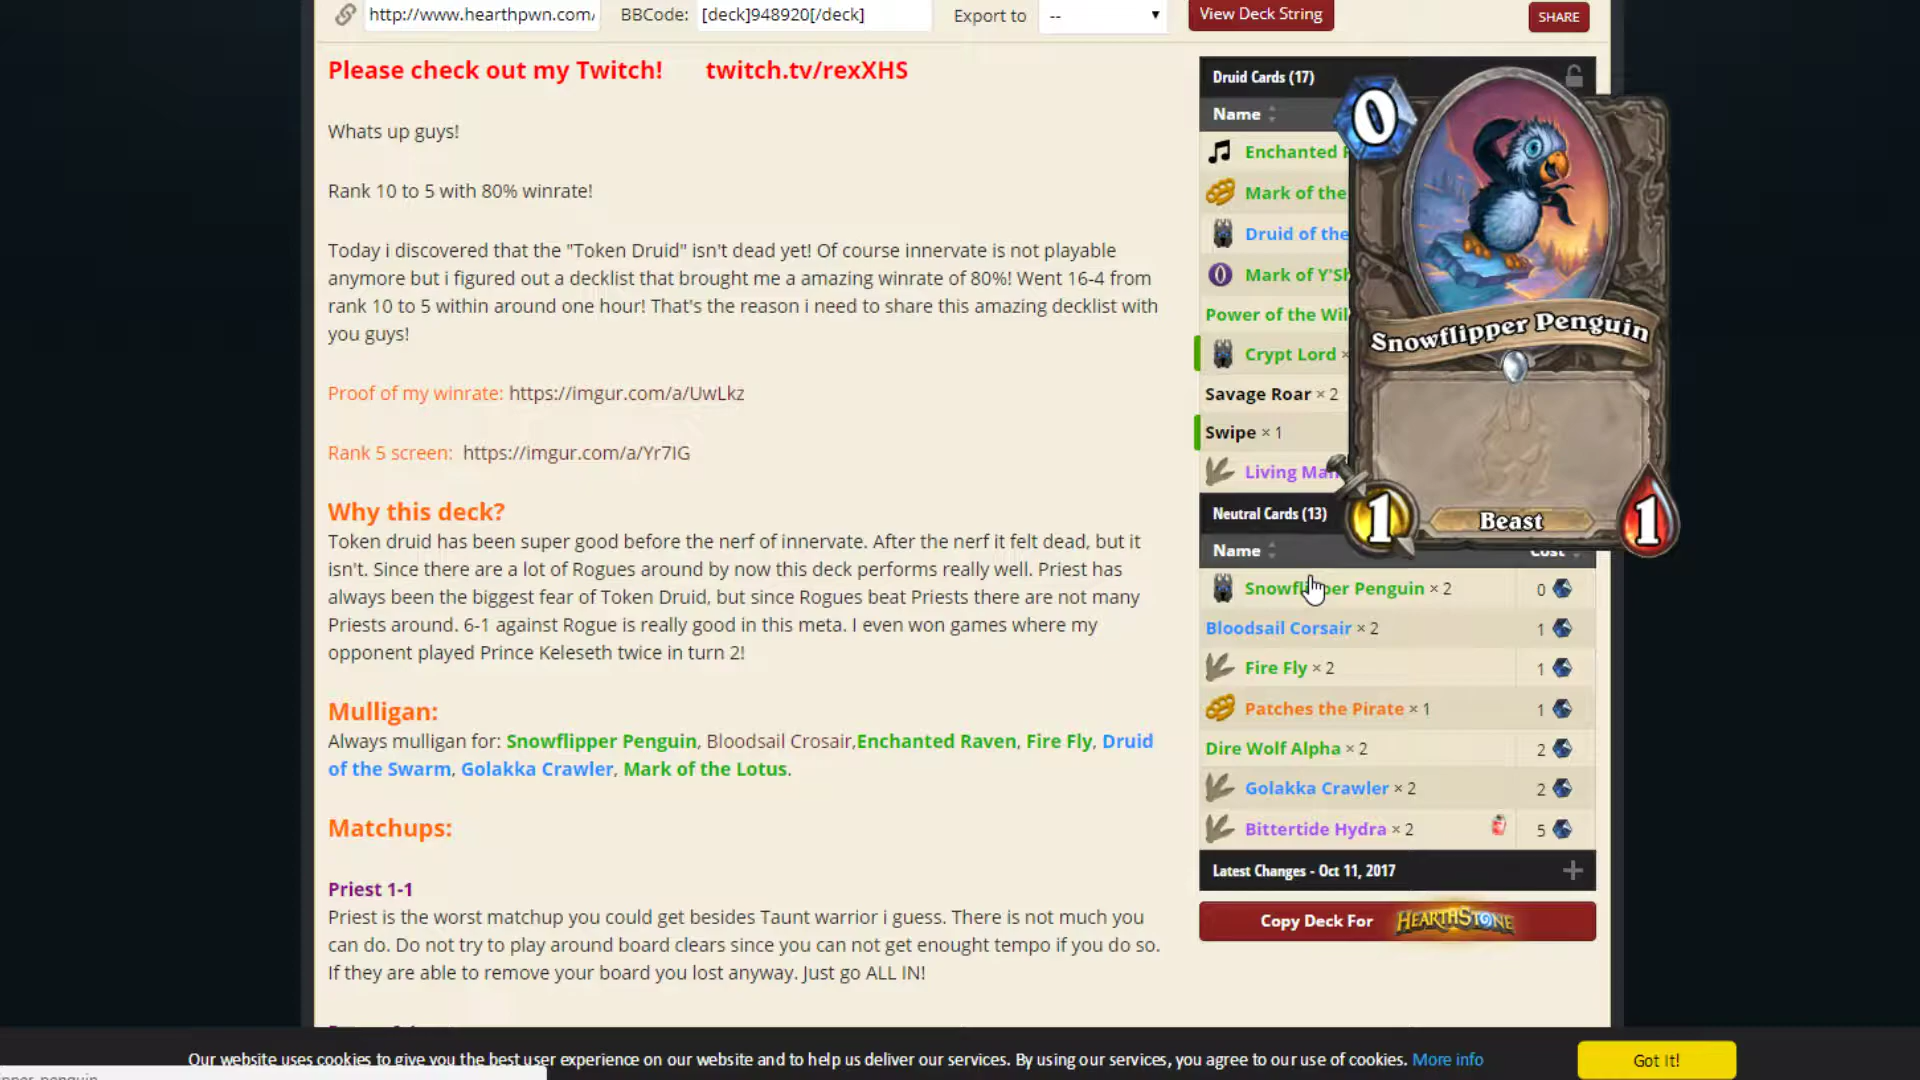 http://www.hearthpwn.com/ BBCode: [deck]948920[/deck] Export to -- View Deck String SHARE
Please check out my Twitch! twitch.tv/rexXHS
Whats up guys!
Rank 10 to 5 with 80% winrate!
Today i discovered that the "Token Druid" isn't dead yet! Of course innervate is not playable
anymore but i figured out a decklist that brought me a amazing winrate of 80%! Went 16-4 from
rank 10 to 5 within around one hour! That's the reason i need to share this amazing decklist with
you guys!
Proof of my winrate: https://imgur.com/a/UwLkz
Rank 5 screen: https://imgur.com/a/Yr7IG
Why this deck?
Token druid has been super good before the nerf of innervate. After the nerf it felt dead, but it
isn't. Since there are a lot of Rogues around by now this deck performs really well. Priest has
always been the biggest fear of Token Druid, but since Rogues beat Priests there are not many
Priests around. 6-1 against Rogue is really good in this meta. I even won games where my
opponent played Prince Keleseth twice in turn 2!
Mulligan:
Always mulligan for: Snowflipper Penguin, Bloodsail Crosair,Enchanted Raven, Fire Fly, Druid
of the Swarm, Golakka Crawler, Mark of the Lotus.
Matchups:
Priest 1-1
Priest is the worst matchup you could get besides Taunt warrior i guess. There is not much you
can do. Do not try to play around board clears since you can not get enought tempo if you do so.
If they are able to remove your board you lost anyway. Just go ALL IN!
Druid Cards (17)
Name
Enchanted
Mark of the
Druid of the
Mark of Y'Sh
Power of the Wil
Crypt Lord ×
Savage Roar × 2
Swipe × 1
Living Man
0
Snowflipper Penguin
1 Beast 1
Neutral Cards (13)
Name Cost
Snowflipper Penguin × 2 0
Bloodsail Corsair × 2 1
Fire Fly × 2 1
Patches the Pirate × 1 1
Dire Wolf Alpha × 2 2
Golakka Crawler × 2 2
Bittertide Hydra × 2 5
Latest Changes - Oct 11, 2017
Copy Deck For HEARTHSTONE
Our website uses cookies to give you the best user experience on our website and to help us deliver our services. By using our services, you agree to our use of cookies. More info Got It!